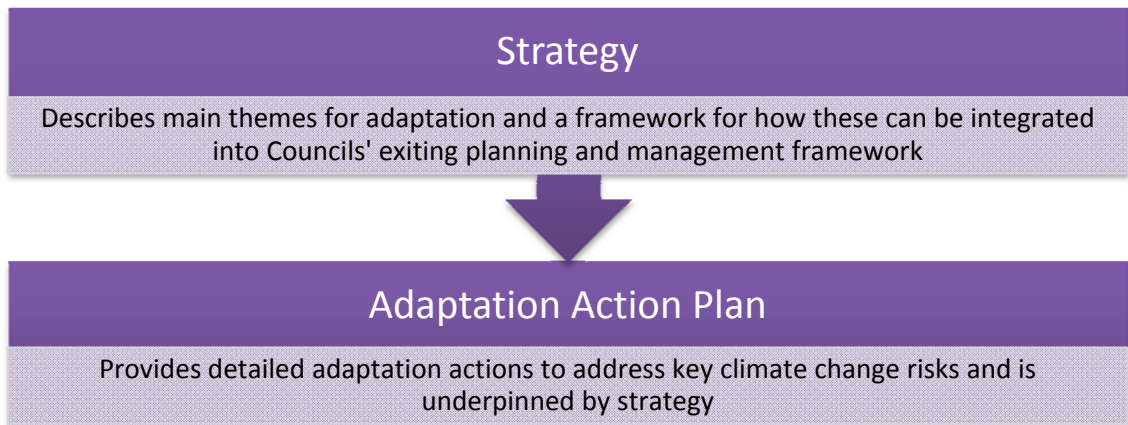 Strategy
Describes main themes for adaptation and a framework for how these can be integrated
into Councils' exiting planning and management framework
Adaptation Action Plan
Provides detailed adaptation actions to address key climate change risks and is
underpinned by strategy